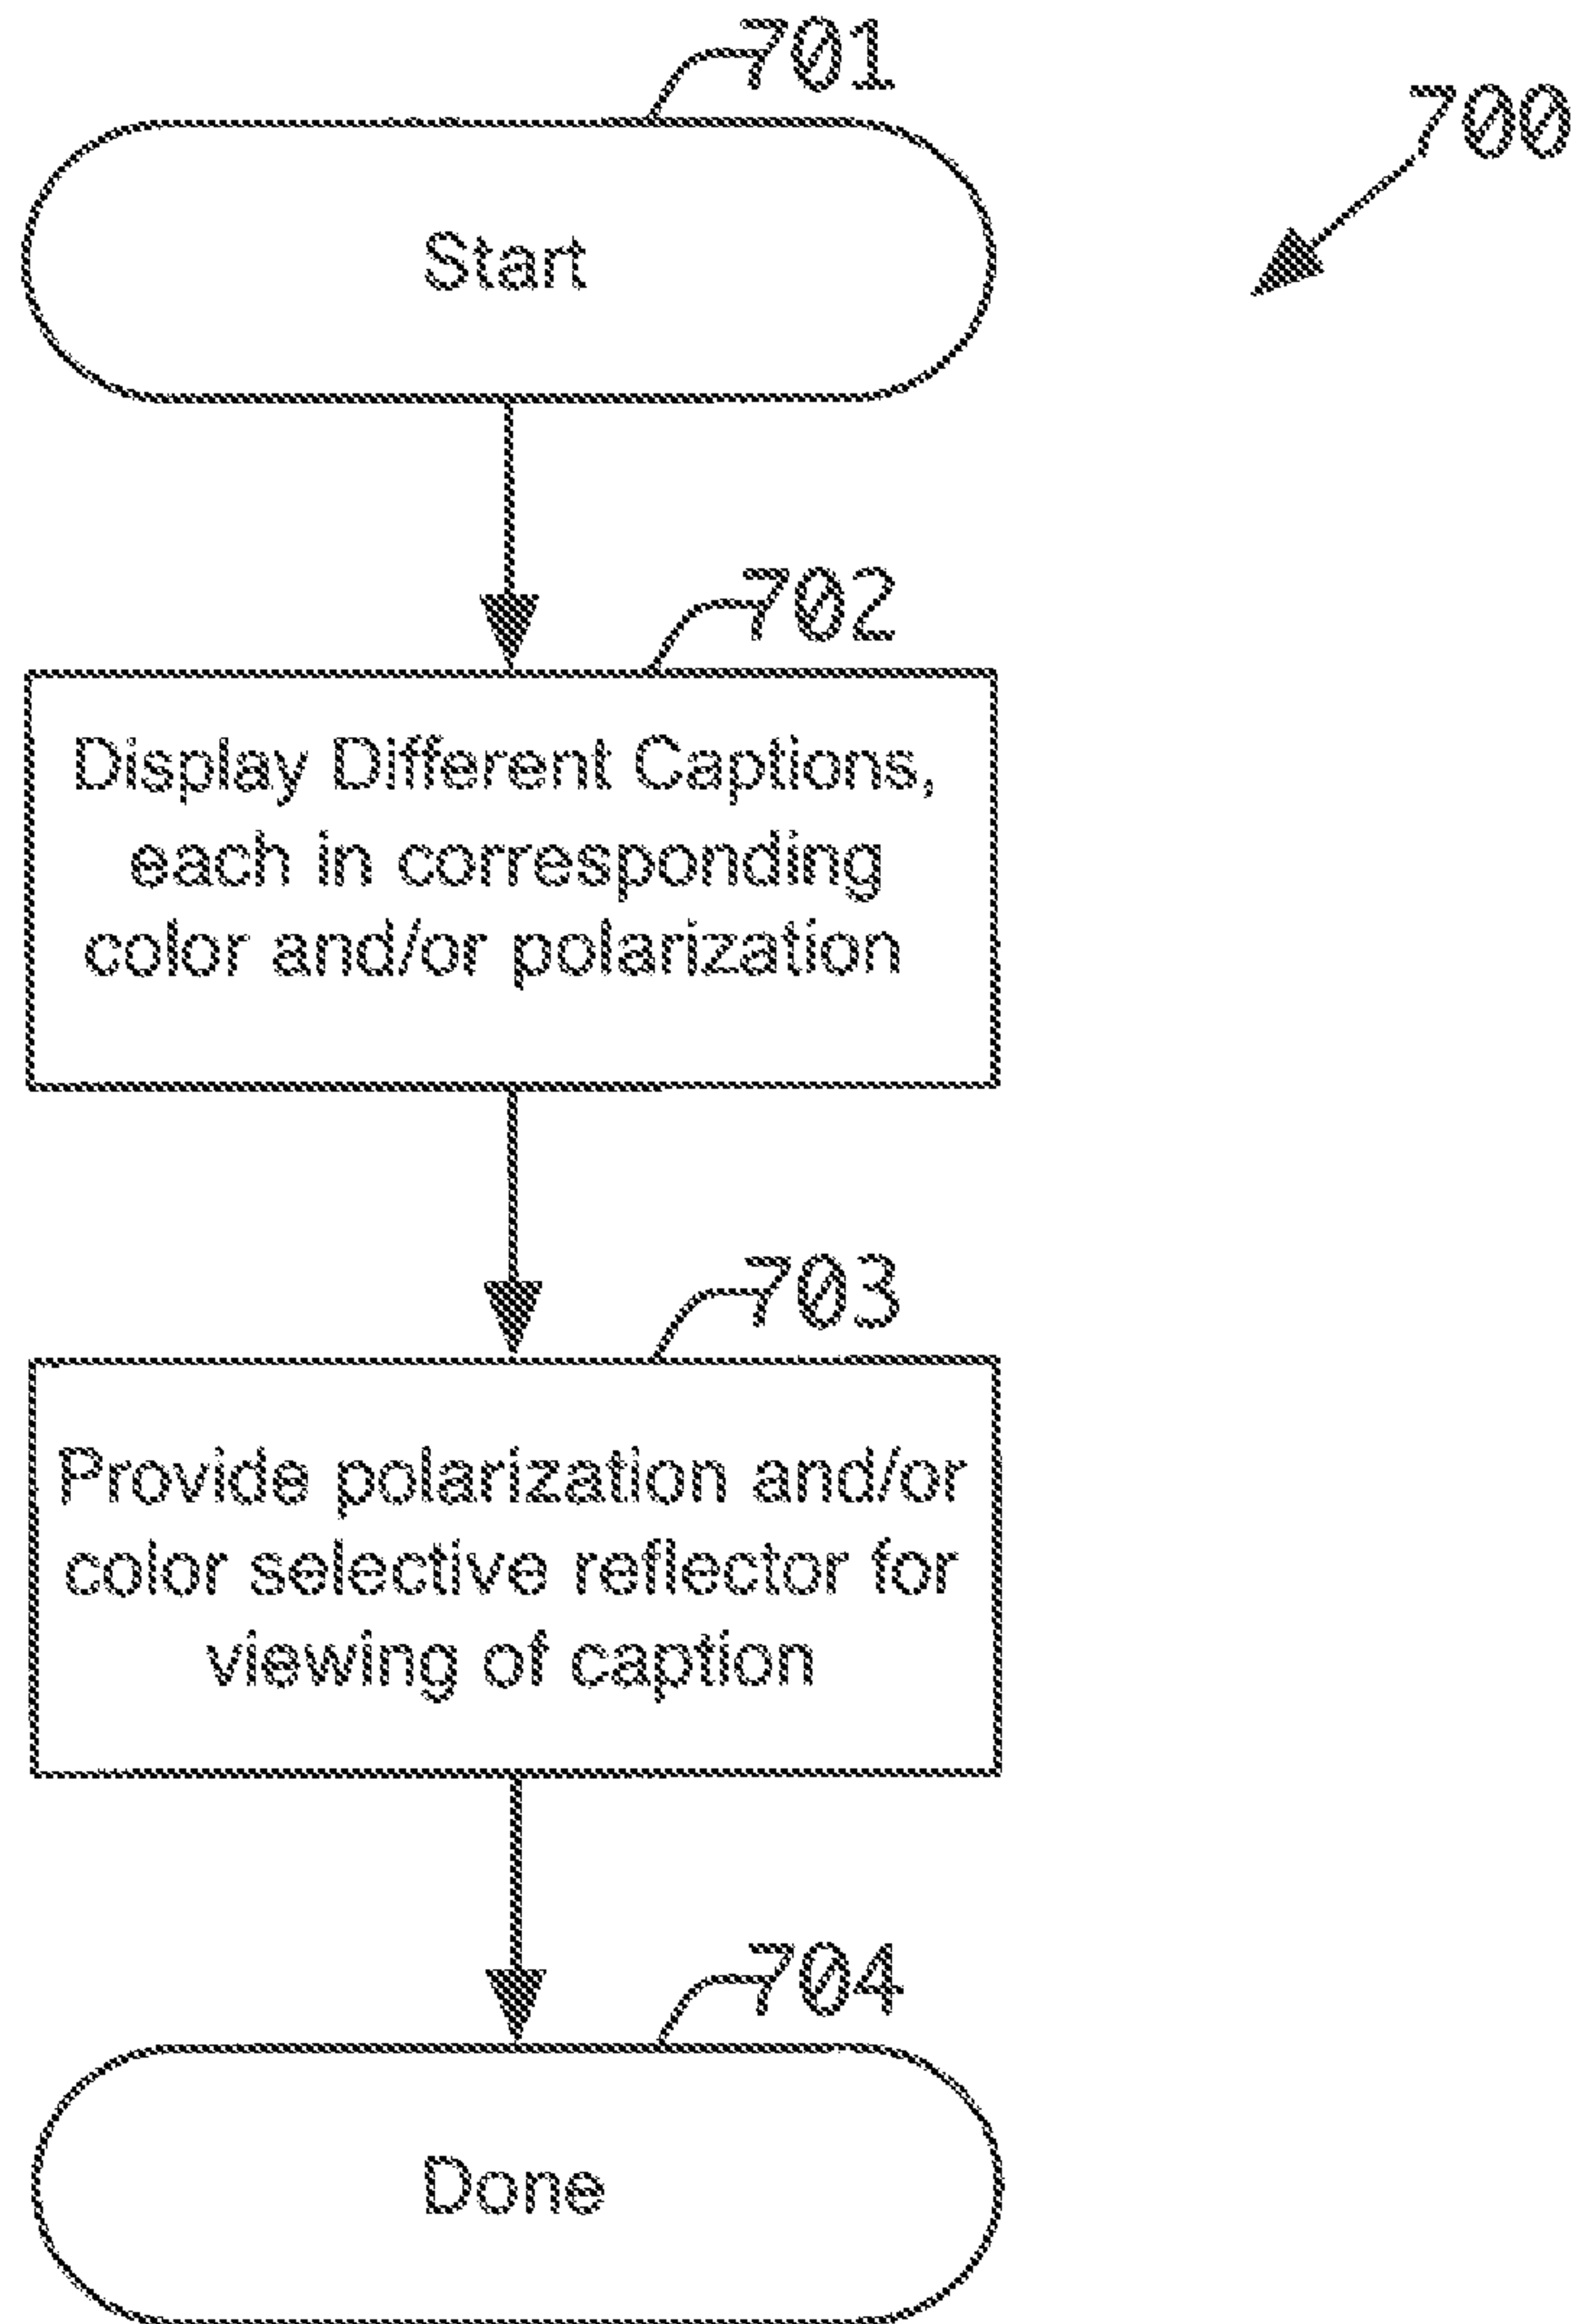 701
700
Start
702
Display Different Captions,
each in corresponding
color and/or polarization
703
Provide polarization and/or
color selective reflector for
viewing of caption
704
Done